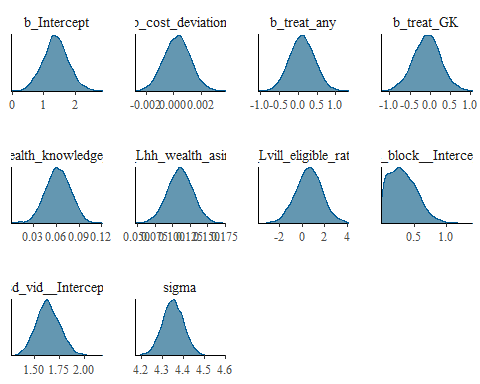 b_Intercept
b_cost_deviation
b_treat_any
b_treat_GK
0 1 2
-0.002 0.000 0.002
-1.0 -0.5 0.0 0.5 1.0
-1.0 -0.5 0.0 0.5 1.0
ealth_knowledge
Lhh_wealth_asin
Lvill_eligible_rat
_block__Interce
0.03 0.06 0.09 0.12
0.050 0.075 0.100 0.125 0.150 0.175
-2 0 2 4
0.5 1.0
sd_vid__Intercep
sigma
1.50 1.75 2.00
4.2 4.3 4.4 4.5 4.6